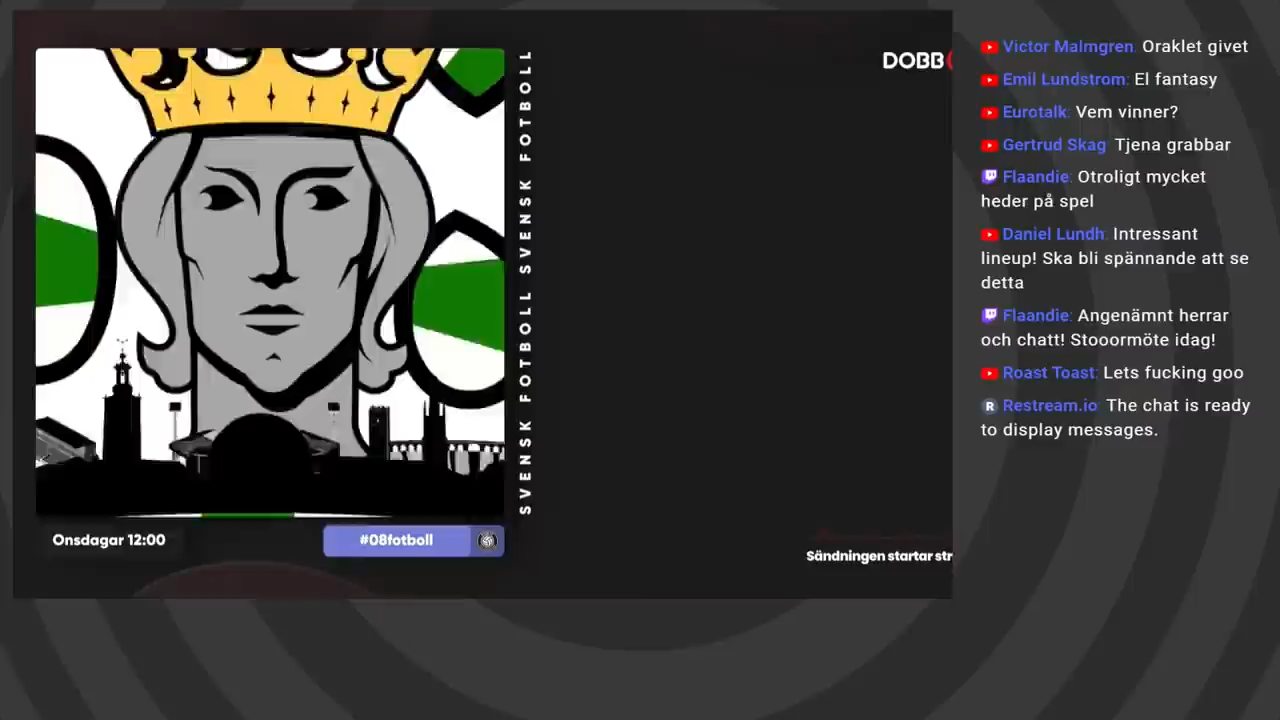 DOBB
SVENSK FOTBOLL SVENSK FOTBOLL
Onsdagar 12:00
#08fotboll
Sändningen startar str
Victor Malmgren: Oraklet givet
Emil Lundstrom: El fantasy
Eurotalk: Vem vinner?
Gertrud Skag: Tjena grabbar
Flaandie: Otroligt mycket
heder på spel
Daniel Lundh: Intressant
lineup! Ska bli spännande att se
detta
Flaandie: Angenämnt herrar
och chatt! Stooormöte idag!
Roast Toast: Lets fucking goo
R Restream.io: The chat is ready
to display messages.